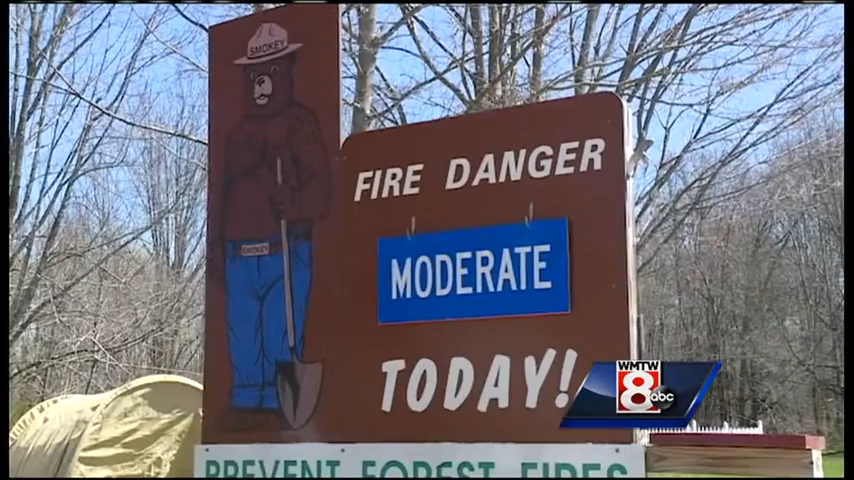 SMOKEY
FIRE DANGER
SMOKEY
MODERATE
TODAY!
WMTW
8 abc
PREVENT FOREST FIRES